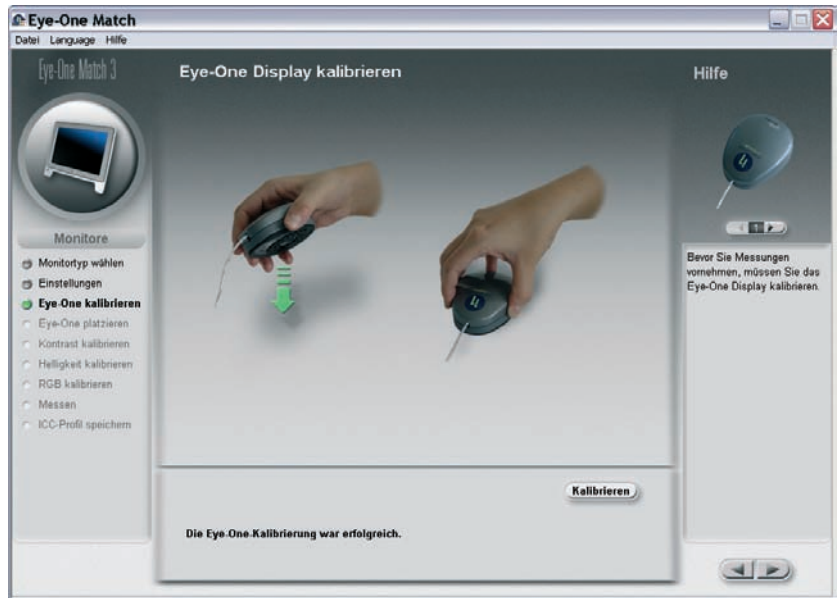 Eye-One Match
Datei Language Hilfe
Eye-One Match 3
Eye-One Display kalibrieren
Hilfe
Monitore
Monitortyp wählen
Einstellungen
Eye-One kalibrieren
Eye-One platzieren
Kontrast kalibrieren
Helligkeit kalibrieren
RGB kalibrieren
Messen
ICC-Profil speichern
1
Bevor Sie Messungen
vornehmen, müssen Sie das
Eye-One Display kalibrieren.
Kalibrieren
Die Eye-One-Kalibrierung war erfolgreich.